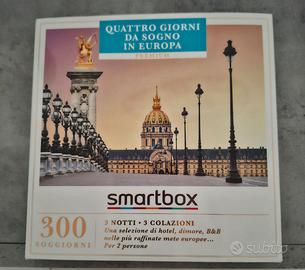 QUATTRO GIORNI
DA SOGNO
IN EUROPA
PREMIUM
smartbox
300
SOGGIORNI
3 NOTTI • 3 COLAZIONI
Una selezione di hotel, dimore, B&B
nelle più raffinate mete europee...
Per 2 persone
subito